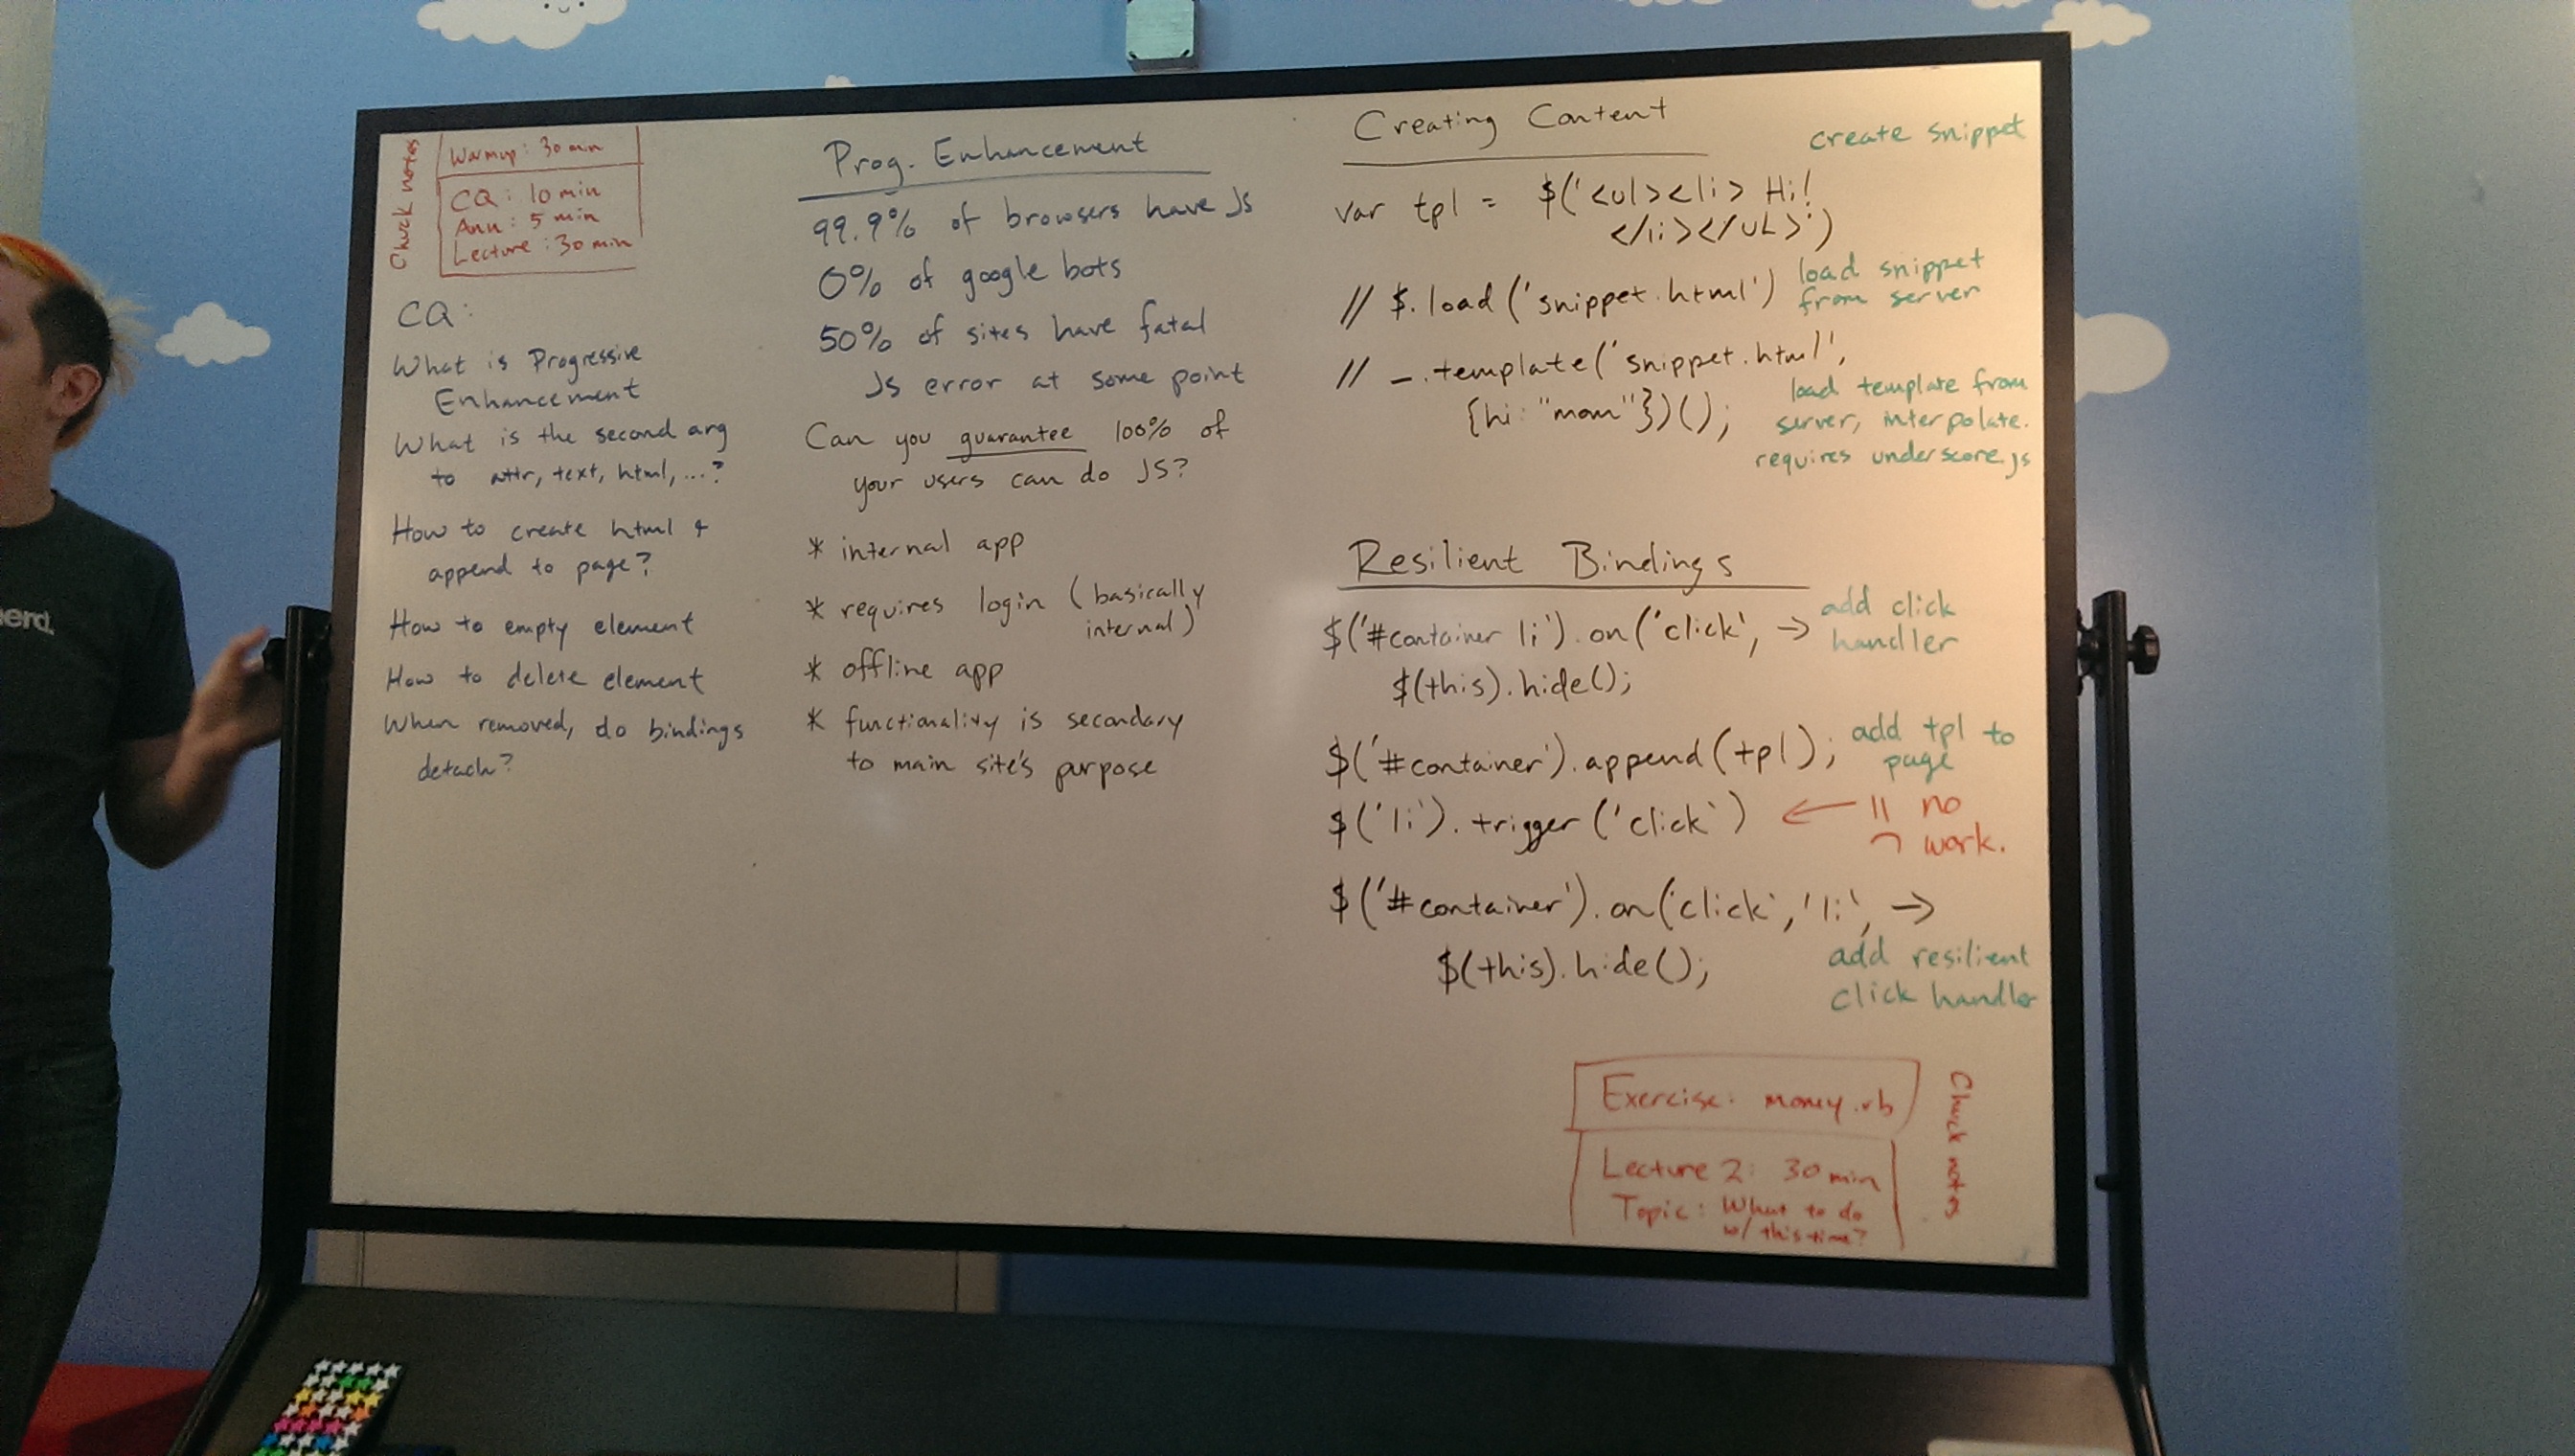 Chuck notes
Warmup: 30 min
CQ: 10 min
Ann: 5 min
Lecture: 30 min
CQ:
What is Progressive
Enhancement
What is the second arg
to attr, text, html, ...?
How to create html &
append to page?
How to empty element
How to delete element
When removed, do bindings
detach?
Prog. Enhancement
99.9% of browsers have JS
0% of google bots
50% of sites have fatal
JS error at some point
Can you guarantee 100% of
your users can do JS?
* internal app
* requires login (basically
internal)
* offline app
* functionality is secondary
to main site's purpose
Creating Content
create snippet
var tpl = $('<ul><li> Hi!
</li></ul>')
// $.load('snippet.html')
load snippet
from server
// _.template('snippet.html',
{hi: "mom"})();
load template from
server, interpolate.
requires underscore.js
Resilient Bindings
$('#container li').on('click', →
add click
handler
$(this).hide();
$('#container').append(tpl);
add tpl to
page
$('li').trigger('click')
← no
work.
$('#container').on('click','li', →
$(this).hide();
add resilient
click handler
Exercise: money.rb
Lecture 2: 30 min
Topic: What to do
w/ this time?
Chuck notes
nerd.